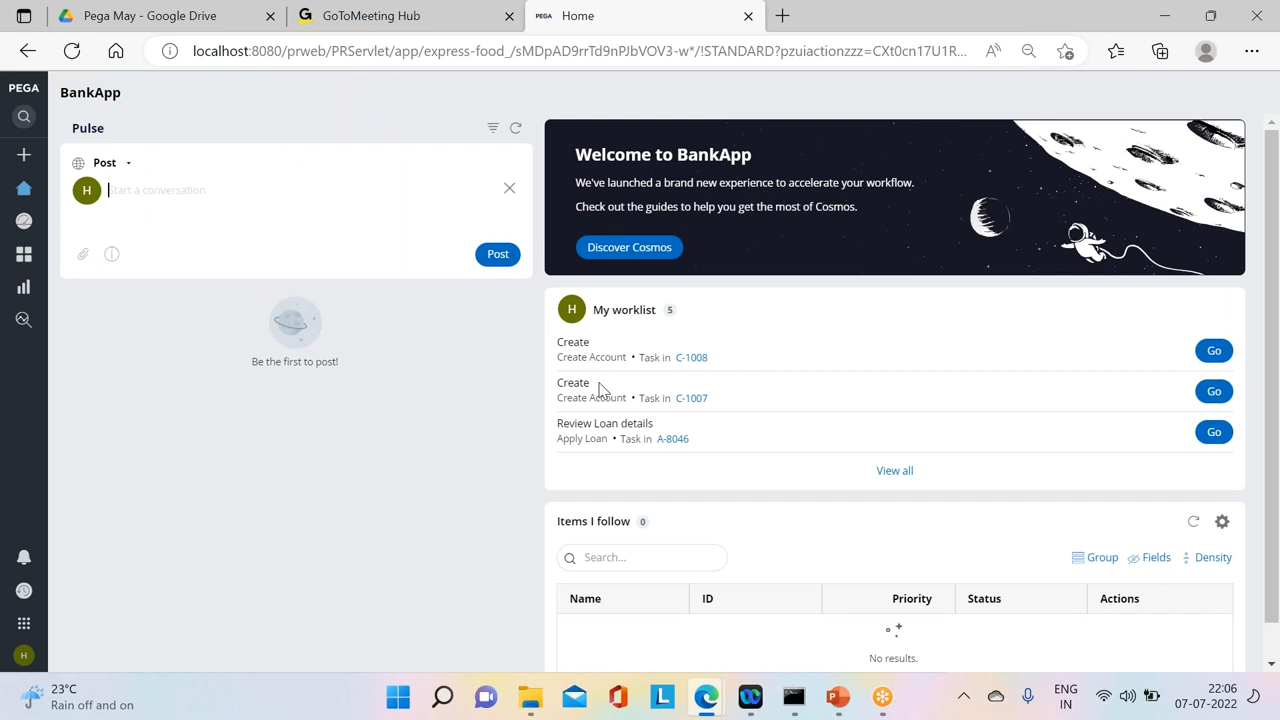 Pega May - Google Drive
GoToMeeting Hub
PEGA Home
localhost:8080/prweb/PRServlet/app/express-food_/sMDpAD9rrTd9nPJbVOV3-w*/!STANDARD?pzuiactionzzz=CXt0cn17U1R...
PEGA
BankApp
Pulse
Post
H
Start a conversation
Post
Be the first to post!
Welcome to BankApp
We've launched a brand new experience to accelerate your workflow.
Check out the guides to help you get the most of Cosmos.
Discover Cosmos
H My worklist 5
Create
Create Account • Task in C-1008
Go
Create
Create Account • Task in C-1007
Go
Review Loan details
Apply Loan • Task in A-8046
Go
View all
Items I follow 0
Search...
Group Fields Density
Name ID Priority Status Actions
No results.
H
23°C
Rain off and on
L
ENG
IN
22:06
07-07-2022